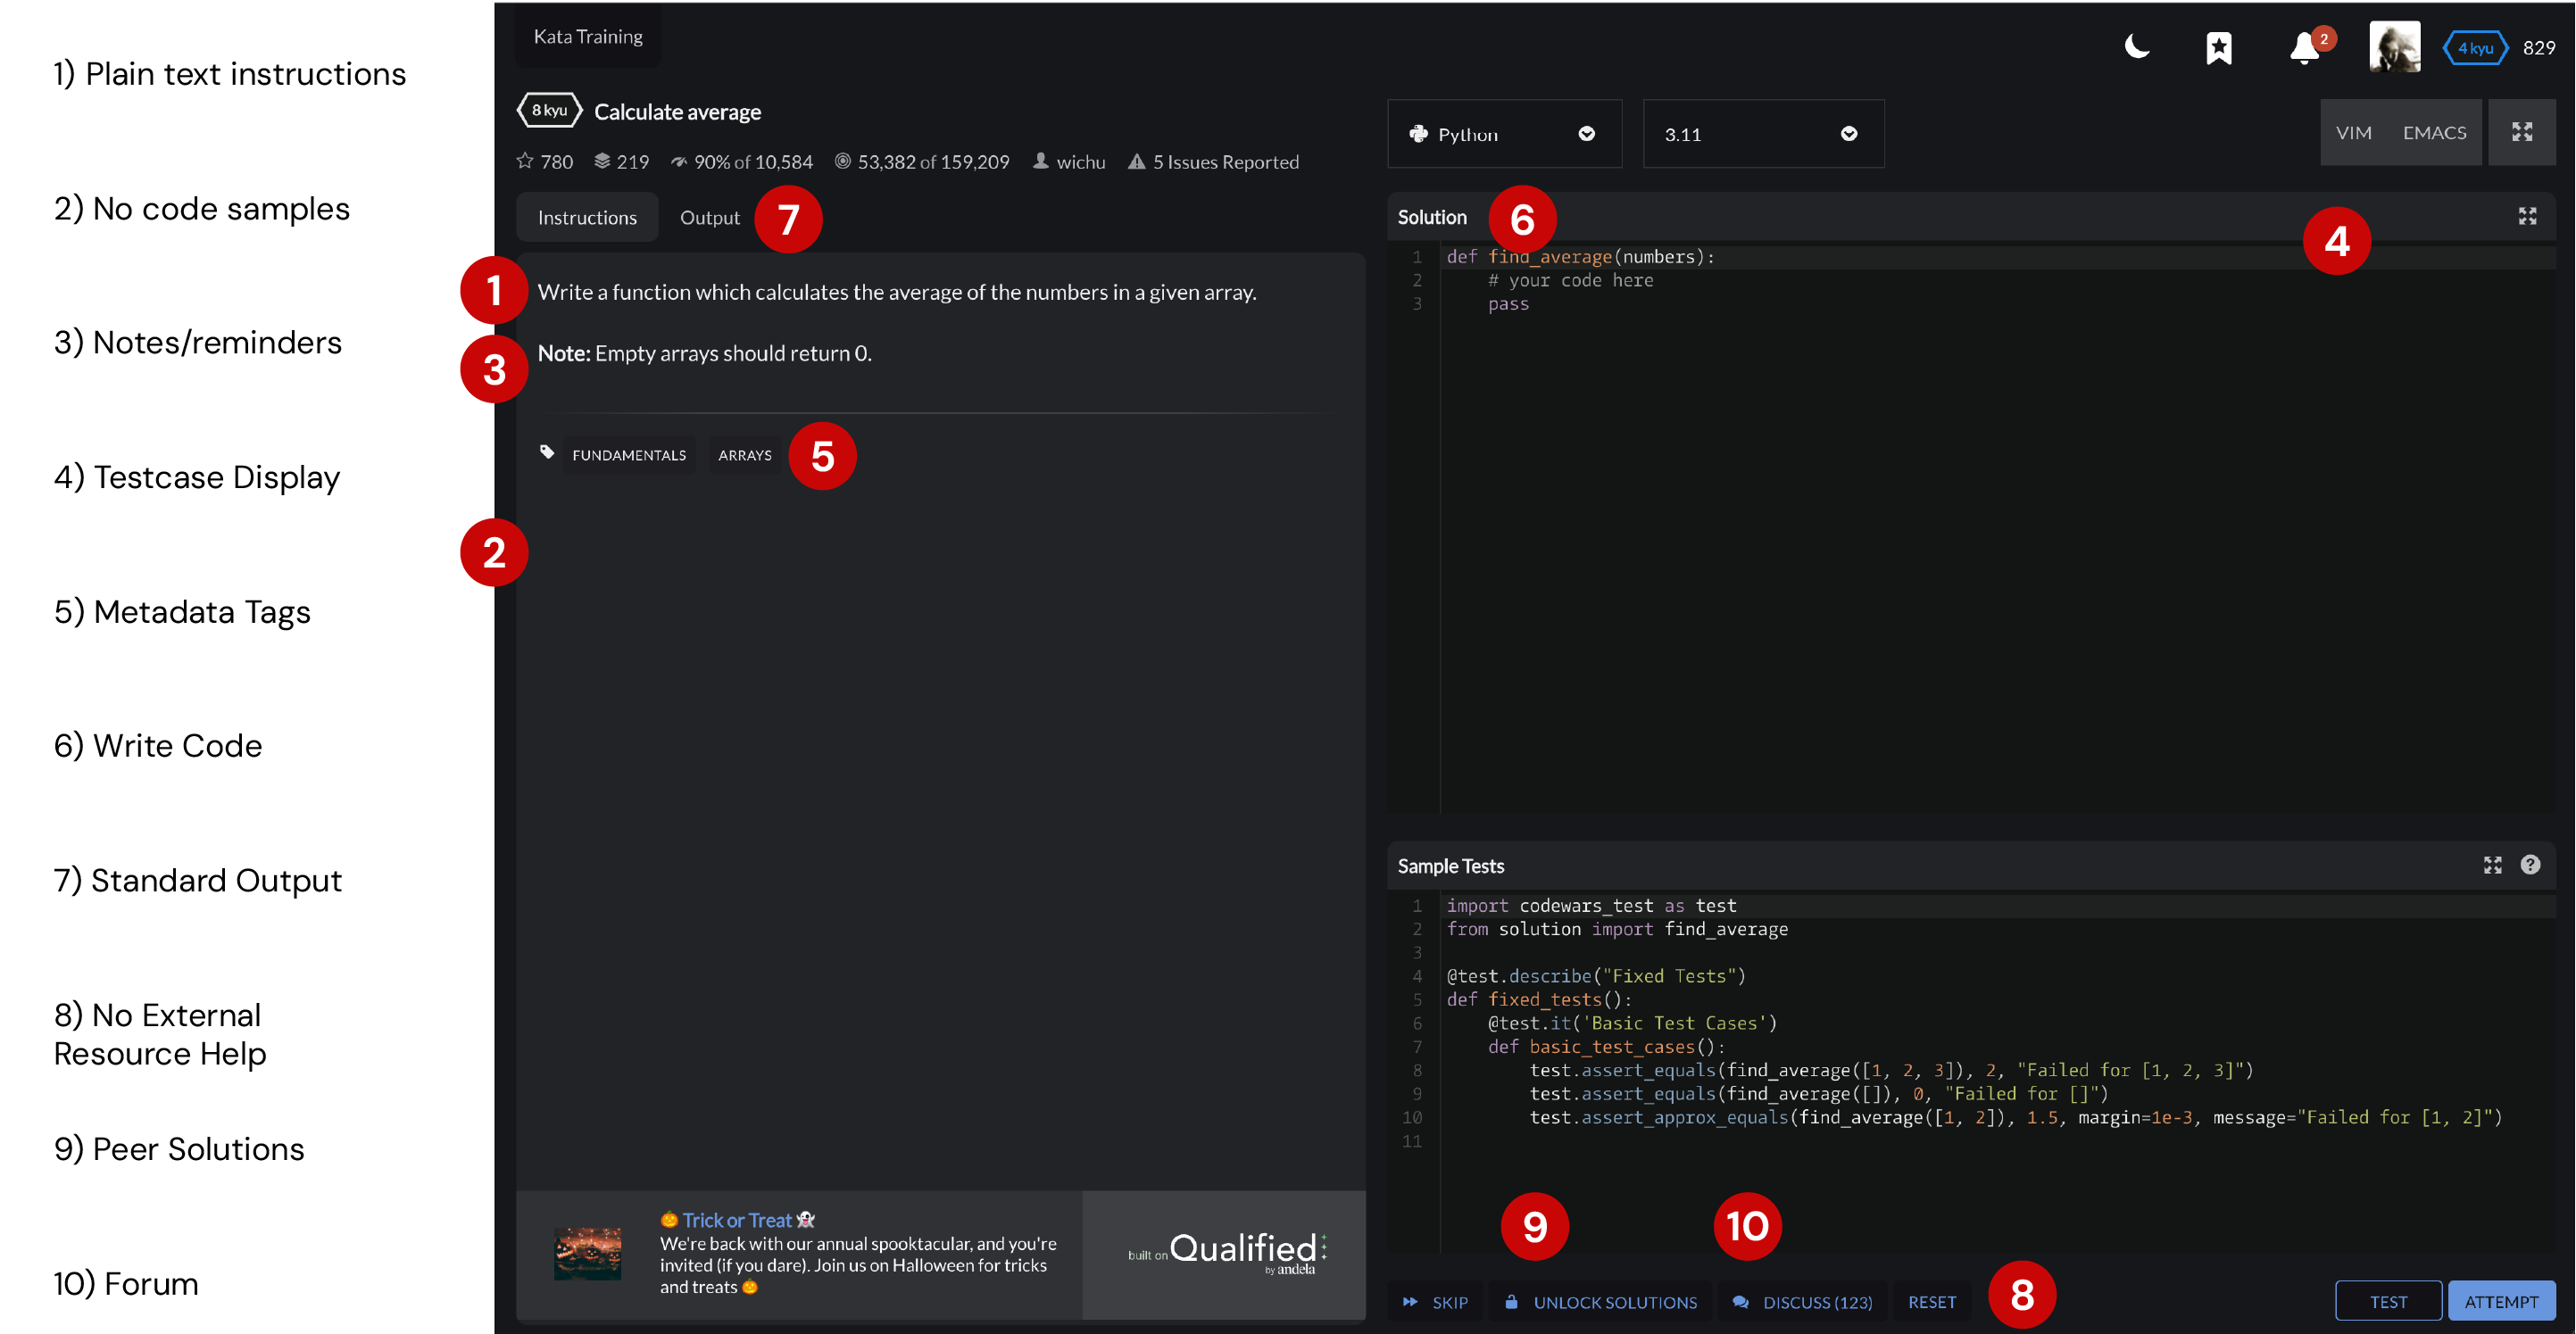 1) Plain text instructions
2) No code samples
3) Notes/reminders
4) Testcase Display
5) Metadata Tags
6) Write Code
7) Standard Output
8) No External
Resource Help
9) Peer Solutions
10) Forum
Kata Training
2
4 kyu 829
8 kyu Calculate average
780 219 90% of 10,584 53,382 of 159,209 wichu 5 Issues Reported
Instructions Output 7
1 Write a function which calculates the average of the numbers in a given array.
3 Note: Empty arrays should return 0.
FUNDAMENTALS ARRAYS 5
2
Trick or Treat
We're back with our annual spooktacular, and you're
invited (if you dare). Join us on Halloween for tricks
and treats
built on Qualified
by andela
Python 3.11 VIM EMACS
Solution 6 4
1 def find_average(numbers):
2     # your code here
3     pass
Sample Tests
1 import codewars_test as test
2 from solution import find_average
3
4 @test.describe("Fixed Tests")
5 def fixed_tests():
6     @test.it('Basic Test Cases')
7     def basic_test_cases():
8         test.assert_equals(find_average([1, 2, 3]), 2, "Failed for [1, 2, 3]")
9         test.assert_equals(find_average([]), 0, "Failed for []")
10         test.assert_approx_equals(find_average([1, 2]), 1.5, margin=1e-3, message="Failed for [1, 2]")
11
9 10
SKIP UNLOCK SOLUTIONS DISCUSS (123) RESET 8 TEST ATTEMPT